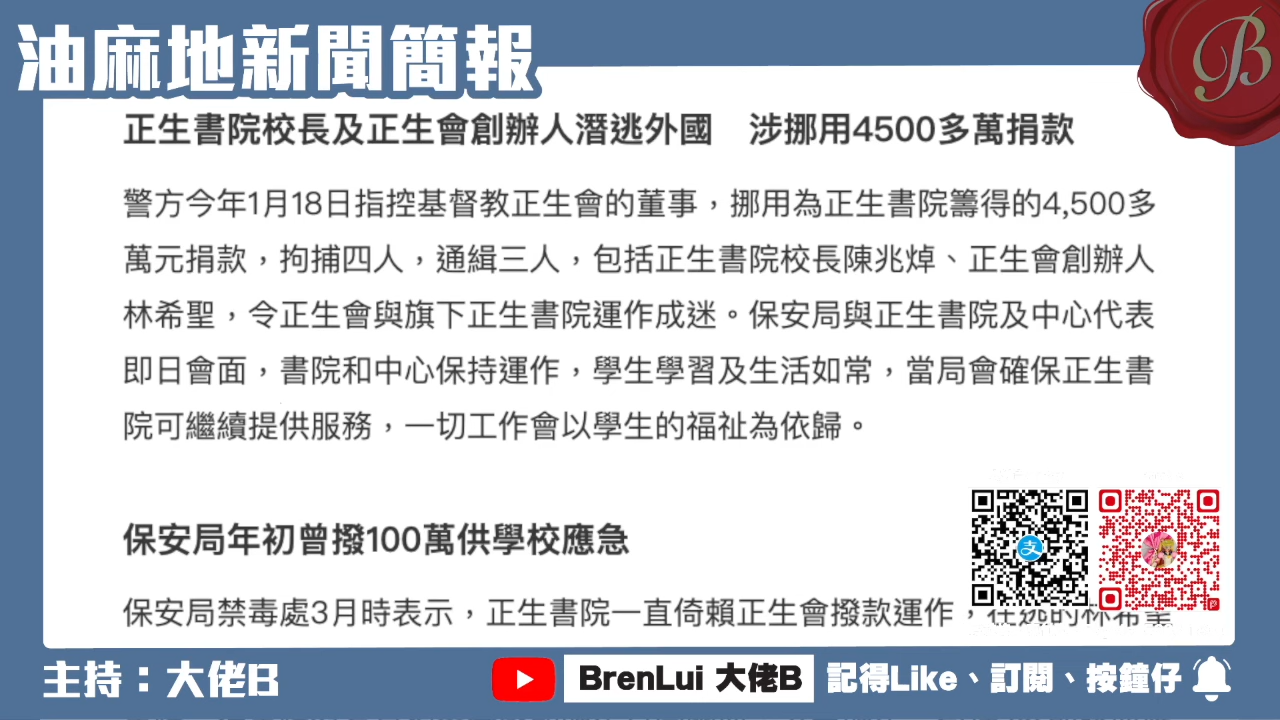 油麻地新聞簡報
B
正生書院校長及正生會創辦人潛逃外國　涉挪用4500多萬捐款
警方今年1月18日指控基督教正生會的董事，挪用為正生書院籌得的4,500多
萬元捐款，拘捕四人，通緝三人，包括正生書院校長陳兆焯、正生會創辦人
林希聖，令正生會與旗下正生書院運作成迷。保安局與正生書院及中心代表
即日會面，書院和中心保持運作，學生學習及生活如常，當局會確保正生書
院可繼續提供服務，一切工作會以學生的福祉為依歸。
保安局年初曾撥100萬供學校應急
保安局禁毒處3月時表示，正生書院一直倚賴正生會撥款運作，在逃的林希聖
支
主持：大佬B
BrenLui 大佬B
記得Like、訂閱、按鐘仔